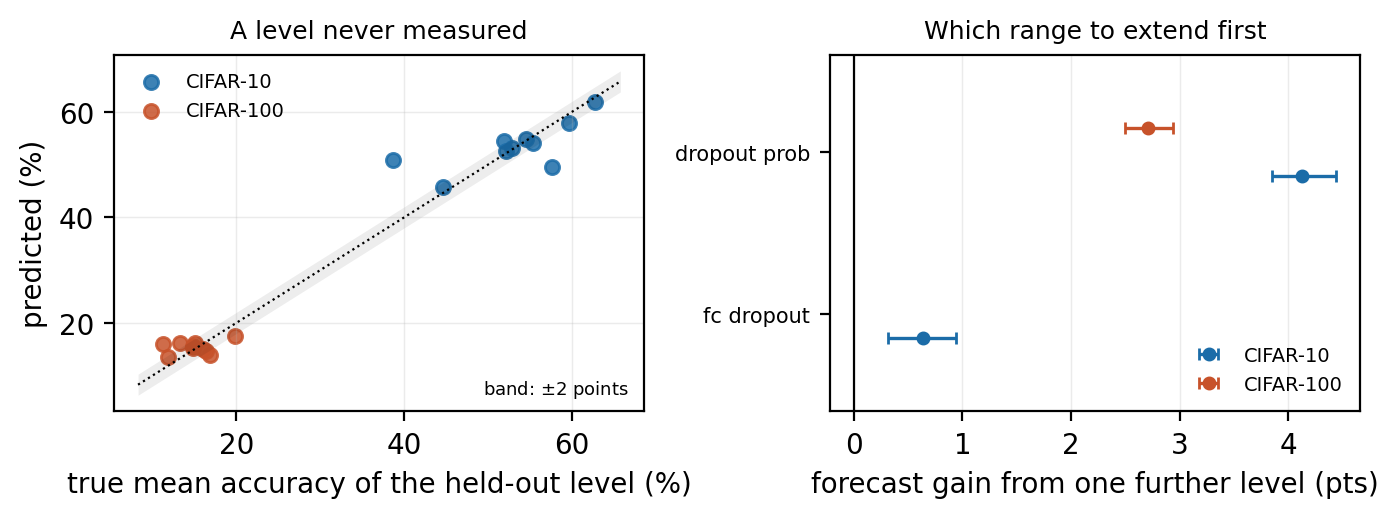 A level never measured
CIFAR-10
CIFAR-100
predicted (%)
60
40
20
band: ±2 points
20 40 60
true mean accuracy of the held-out level (%)
Which range to extend first
dropout prob
fc dropout
CIFAR-10
CIFAR-100
0 1 2 3 4
forecast gain from one further level (pts)